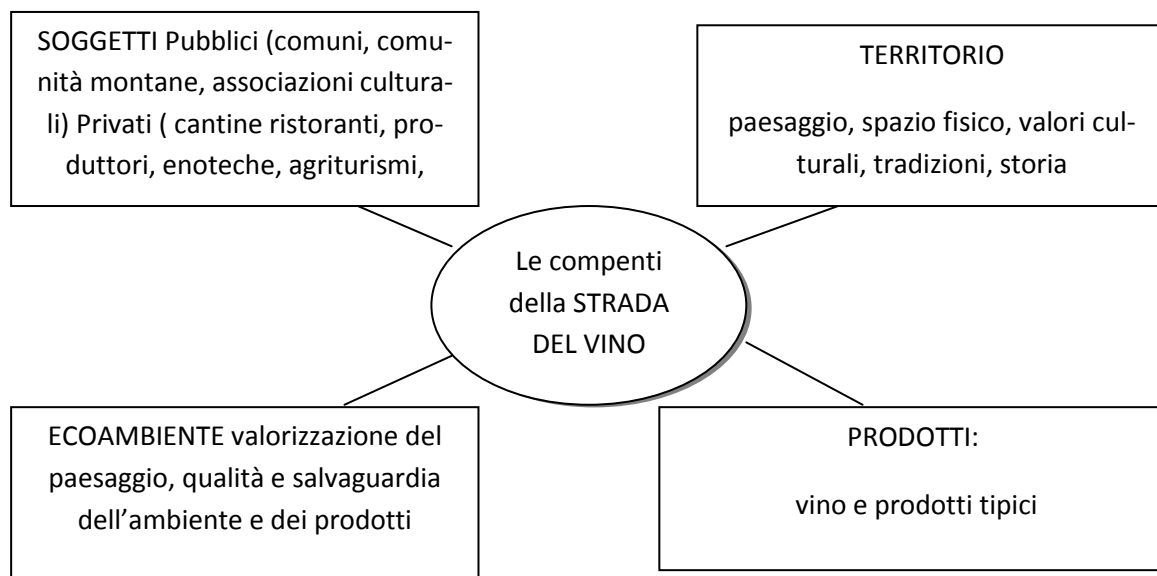 SOGGETTI Pubblici (comuni, comu-
nità montane, associazioni cultura-
li) Privati ( cantine ristoranti, pro-
duttori, enoteche, agriturismi,
TERRITORIO
paesaggio, spazio fisico, valori cul-
turali, tradizioni, storia
Le compenti
della STRADA
DEL VINO
ECOAMBIENTE valorizzazione del
paesaggio, qualità e salvaguardia
dell’ambiente e dei prodotti
PRODOTTI:
vino e prodotti tipici